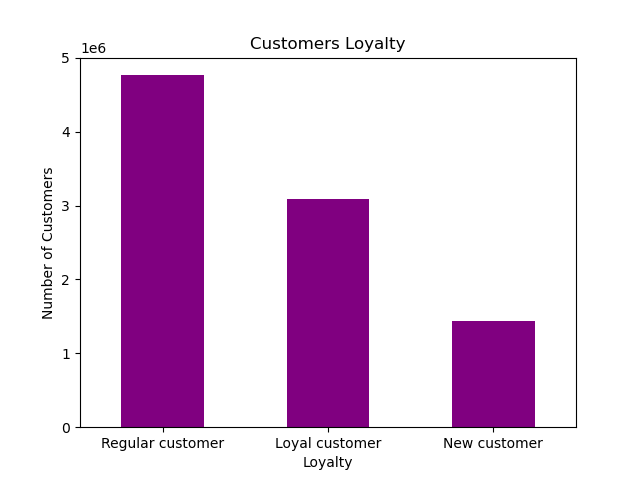 Customers Loyalty
1e6
5
4
3
2
1
0
Number of Customers
Regular customer
Loyal customer
New customer
Loyalty